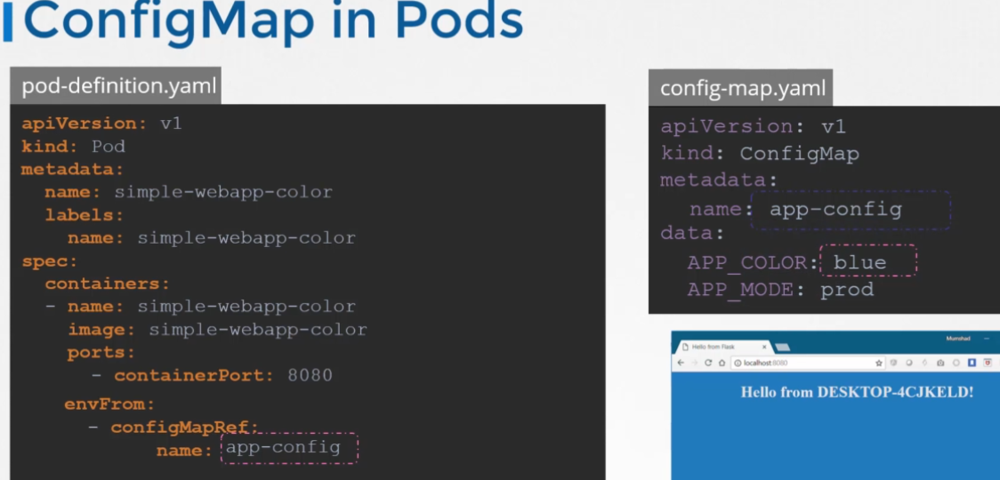 ConfigMap in Pods
pod-definition.yaml
apiVersion: v1
kind: Pod
metadata:
  name: simple-webapp-color
  labels:
    name: simple-webapp-color
spec:
  containers:
  - name: simple-webapp-color
    image: simple-webapp-color
    ports:
      - containerPort: 8080
    envFrom:
      - configMapRef:
            name: app-config
config-map.yaml
apiVersion: v1
kind: ConfigMap
metadata:
  name: app-config
data:
  APP_COLOR: blue
  APP_MODE: prod
Mumshad
Hello from Flask
localhost:8080
Hello from DESKTOP-4CJKELD!